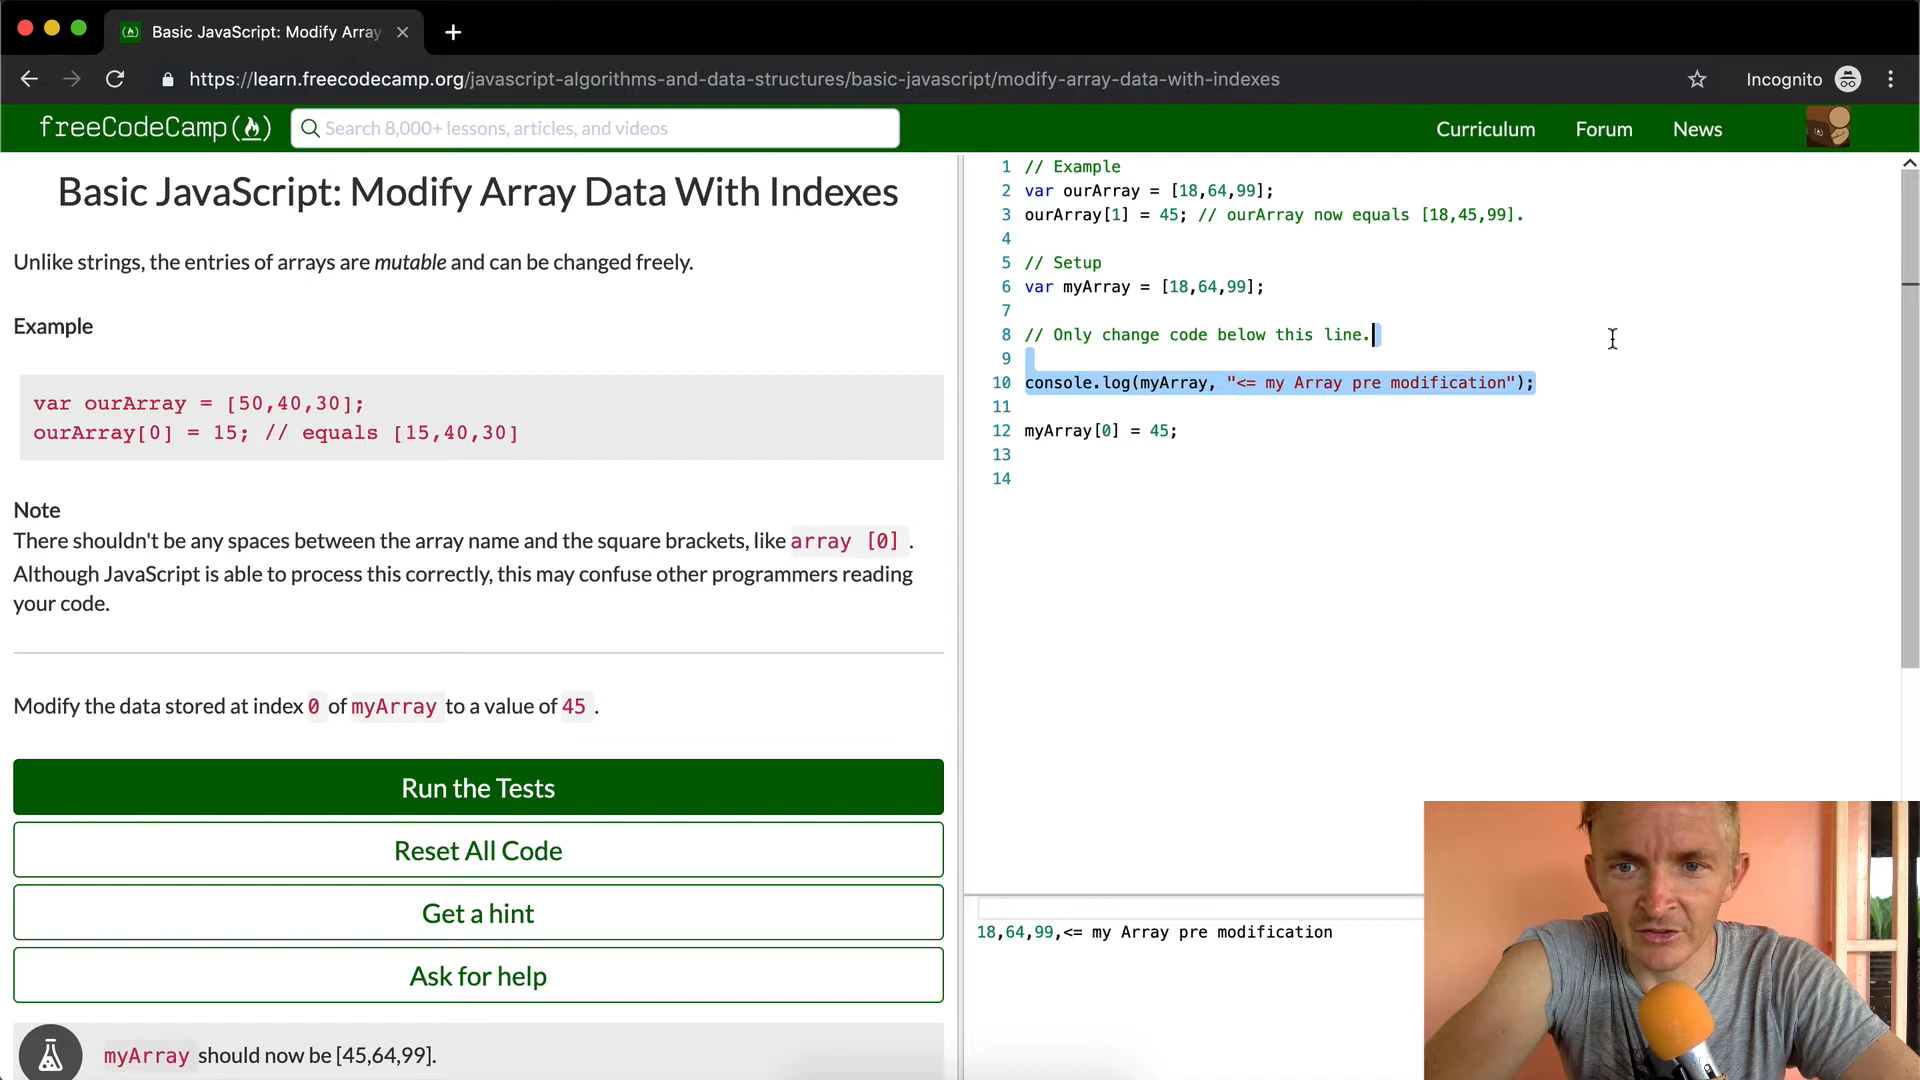 Basic JavaScript: Modify Array
https://learn.freecodecamp.org/javascript-algorithms-and-data-structures/basic-javascript/modify-array-data-with-indexes
Incognito
freeCodeCamp
Search 8,000+ lessons, articles, and videos
Curriculum
Forum
News
Basic JavaScript: Modify Array Data With Indexes
Unlike strings, the entries of arrays are mutable and can be changed freely.
Example
var ourArray = [50,40,30];
ourArray[0] = 15; // equals [15,40,30]
Note
There shouldn't be any spaces between the array name and the square brackets, like array [0] .
Although JavaScript is able to process this correctly, this may confuse other programmers reading
your code.
Modify the data stored at index 0 of myArray to a value of 45 .
Run the Tests
Reset All Code
Get a hint
Ask for help
myArray should now be [45,64,99].
1 // Example
2 var ourArray = [18,64,99];
3 ourArray[1] = 45; // ourArray now equals [18,45,99].
4
5 // Setup
6 var myArray = [18,64,99];
7
8 // Only change code below this line.
9
10 console.log(myArray, "<= my Array pre modification");
11
12 myArray[0] = 45;
13
14
18,64,99,<= my Array pre modification